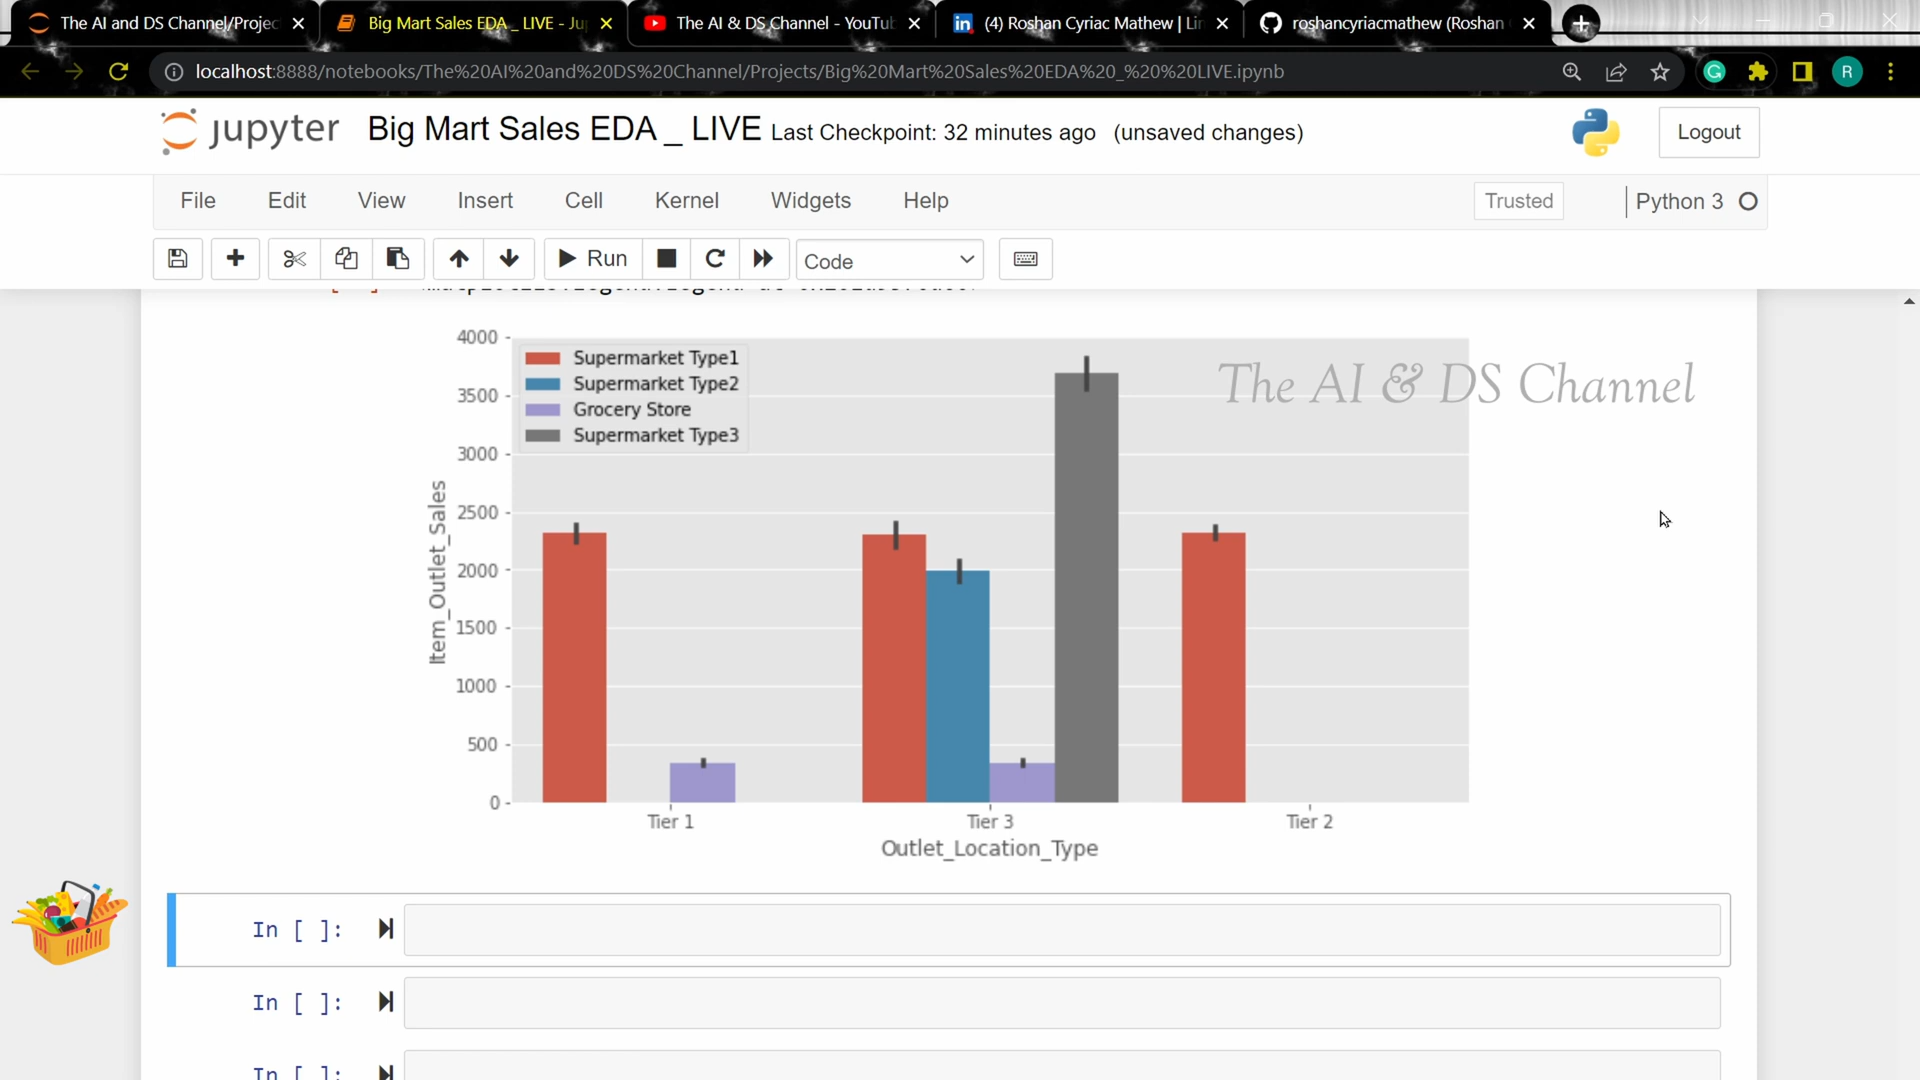 The AI and DS Channel/Projec
Big Mart Sales EDA _ LIVE - Ju
The AI & DS Channel - YouTu
(4) Roshan Cyriac Mathew | Li
roshancyriacmathew (Roshan
localhost:8888/notebooks/The%20AI%20and%20DS%20Channel/Projects/Big%20Mart%20Sales%20EDA%20_%20%20LIVE.ipynb
R
jupyter Big Mart Sales EDA _ LIVE Last Checkpoint: 32 minutes ago (unsaved changes)
Logout
File Edit View Insert Cell Kernel Widgets Help
Trusted
Python 3
Run
Code
4000
3500
3000
2500
2000
1500
1000
500
0
Item_Outlet_Sales
Supermarket Type1
Supermarket Type2
Grocery Store
Supermarket Type3
The AI & DS Channel
Tier 1
Tier 3
Tier 2
Outlet_Location_Type
In [ ]:
In [ ]:
In [ ]: